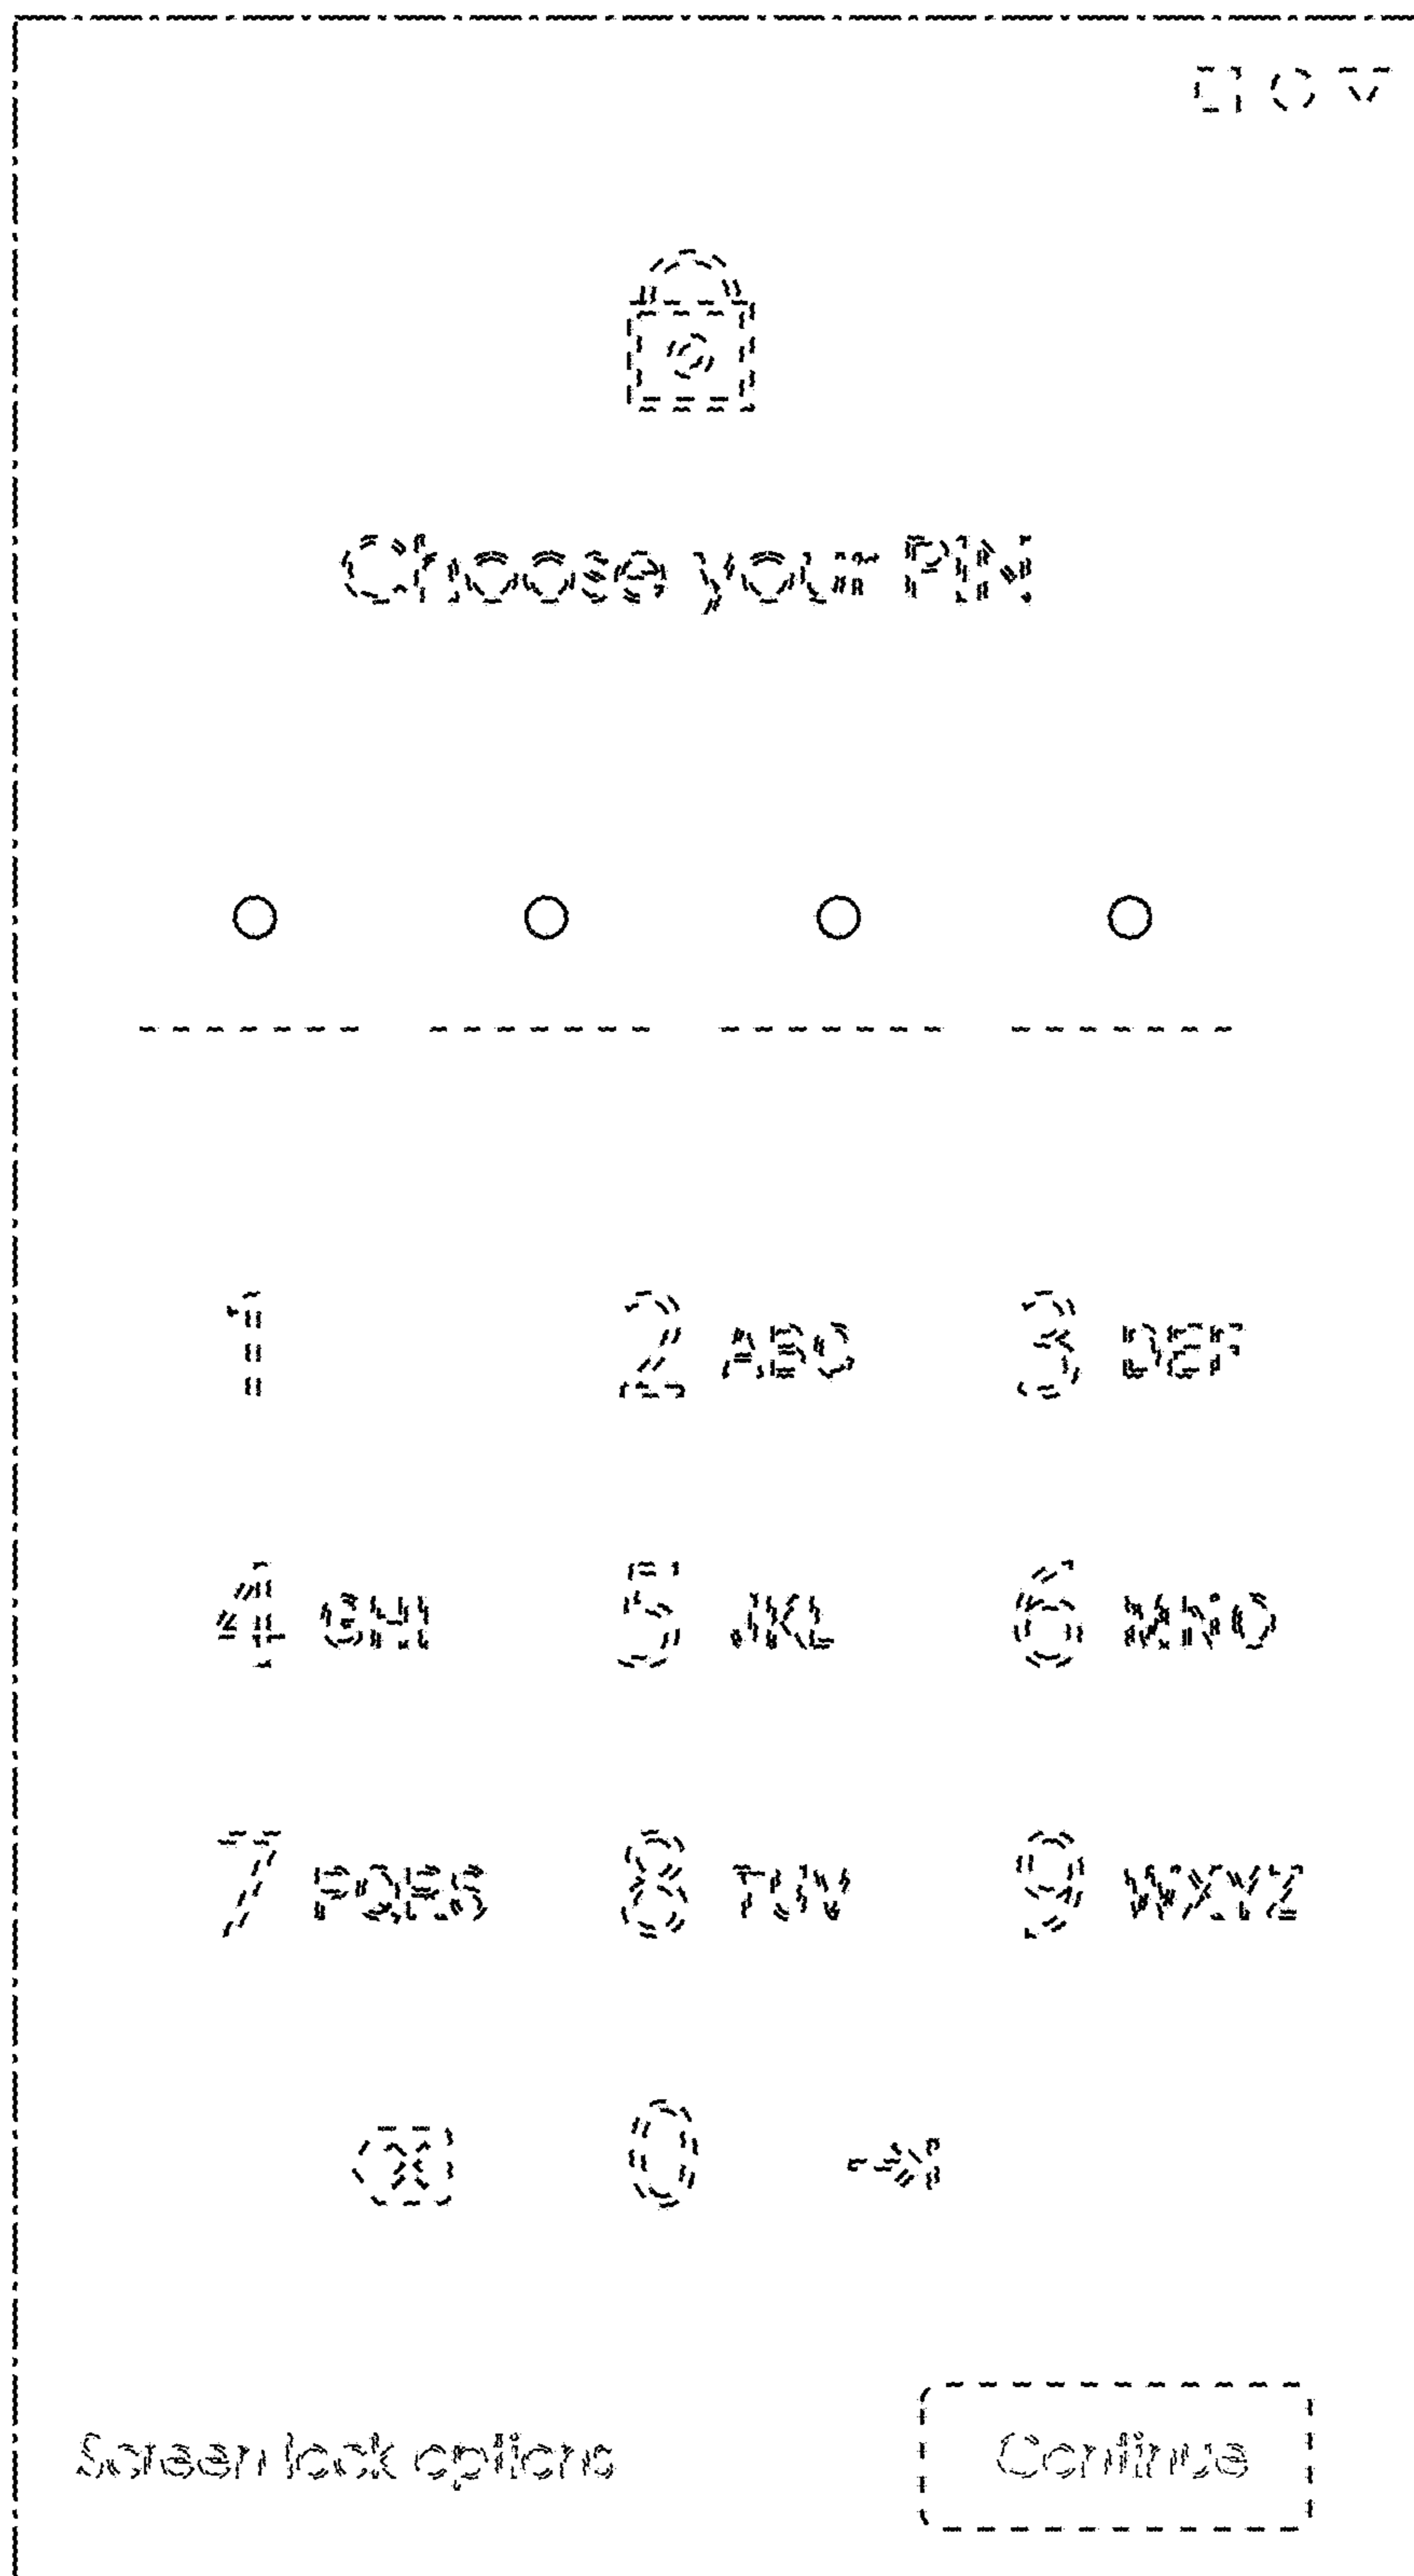 Choose your PIN
1 2 ABC 3 DEF
4 GHI 5 JKL 6 MNO
7 PQRS 8 TUV 9 WXYZ
0
Screen lock options Continue